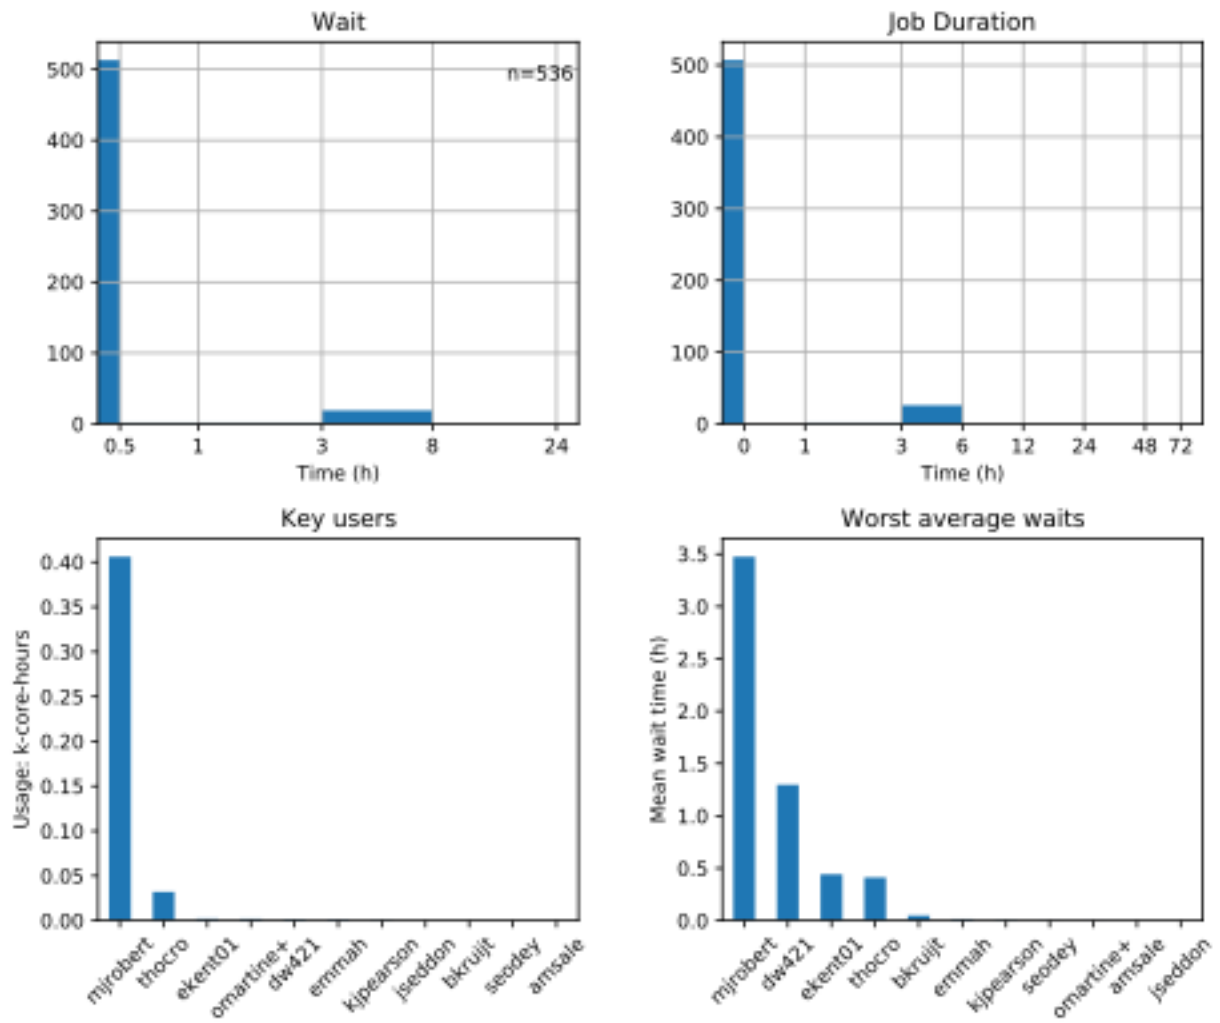 Wait
500
400
300
200
100
0
n=536
0.5 1 3 8 24
Time (h)
Job Duration
500
400
300
200
100
0
0 1 3 6 12 24 48 72
Time (h)
Key users
Usage: k-core-hours
0.40
0.35
0.30
0.25
0.20
0.15
0.10
0.05
0.00
mjrobert
thocro
ekent01
omartine+
dw421
emmah
kjpearson
jseddon
bkruijt
seodey
amsale
Worst average waits
Mean wait time (h)
3.5
3.0
2.5
2.0
1.5
1.0
0.5
0.0
mjrobert
dw421
ekent01
thocro
bkruijt
emmah
kjpearson
seodey
omartine+
amsale
jseddon